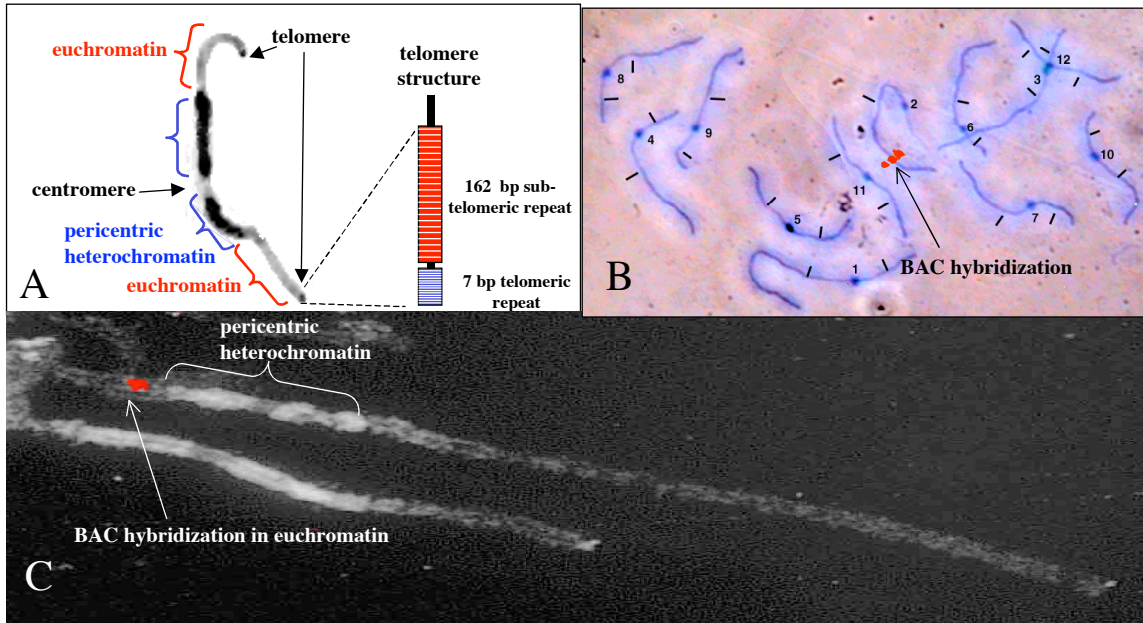 euchromatin
telomere
centromere
pericentric
heterochromatin
euchromatin
telomere
structure
162 bp sub-
telomeric repeat
7 bp telomeric
repeat
A
8
4
9
2
11
5
1
12
3
6
10
7
BAC hybridization
B
pericentric
heterochromatin
BAC hybridization in euchromatin
C